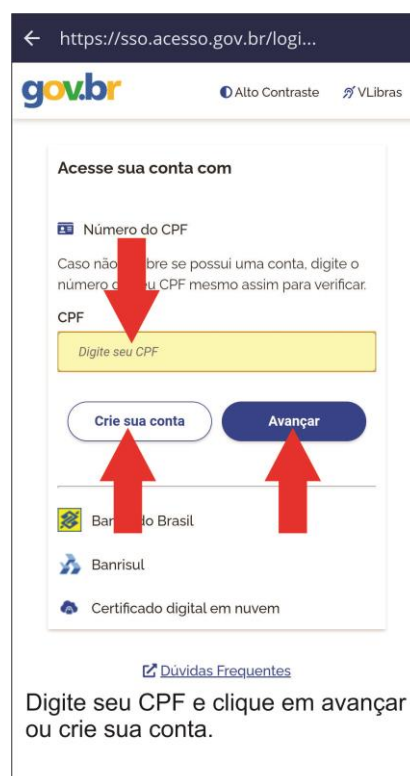 https://sso.acesso.gov.br/logi...
gov.br
Alto Contraste
VLibras
Acesse sua conta com
Número do CPF
Caso não bre se possui uma conta, digite o
número CPF mesmo assim para verificar.
CPF
Digite seu CPF
Crie sua conta
Avançar
do Brasil
Banrisul
Certificado digital em nuvem
Dúvidas Frequentes
Digite seu CPF e clique em avançar
ou crie sua conta.